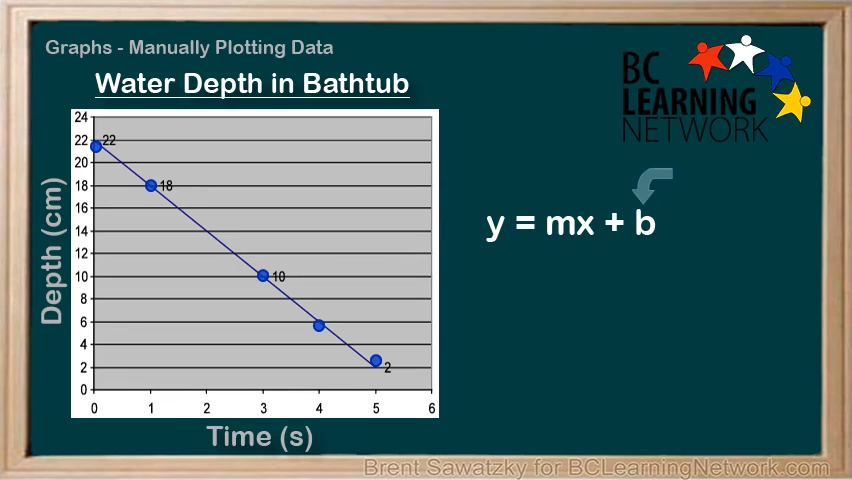 Graphs - Manually Plotting Data
Water Depth in Bathtub
BC
LEARNING
NETWORK
24
22
22
20
18
18
16
14
12
10
10
8
6
4
2
2
0
0 1 2 3 4 5 6
Depth (cm)
Time (s)
y = mx + b
Brent Sawatzky for BCLearningNetwork.com